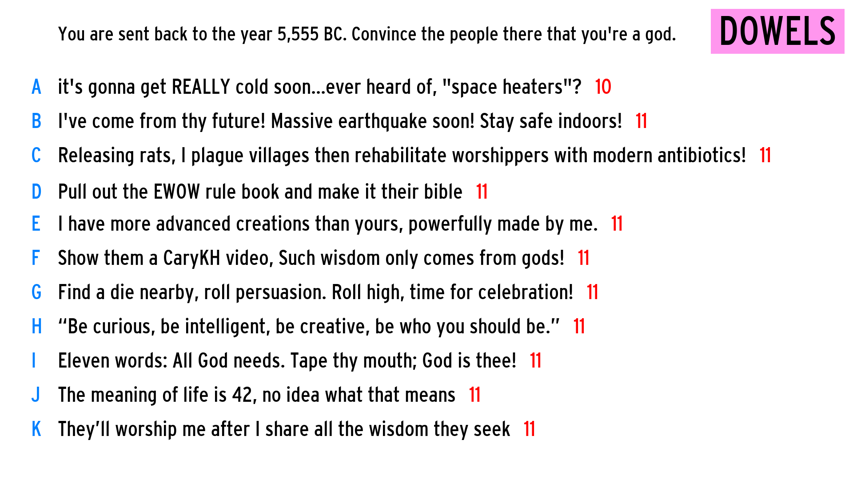 You are sent back to the year 5,555 BC. Convince the people there that you're a god.
DOWELS
A it's gonna get REALLY cold soon...ever heard of, "space heaters"? 10
B I've come from thy future! Massive earthquake soon! Stay safe indoors! 11
C Releasing rats, I plague villages then rehabilitate worshippers with modern antibiotics! 11
D Pull out the EWOW rule book and make it their bible 11
E I have more advanced creations than yours, powerfully made by me. 11
F Show them a CaryKH video, Such wisdom only comes from gods! 11
G Find a die nearby, roll persuasion. Roll high, time for celebration! 11
H “Be curious, be intelligent, be creative, be who you should be.” 11
I Eleven words: All God needs. Tape thy mouth; God is thee! 11
J The meaning of life is 42, no idea what that means 11
K They’ll worship me after I share all the wisdom they seek 11